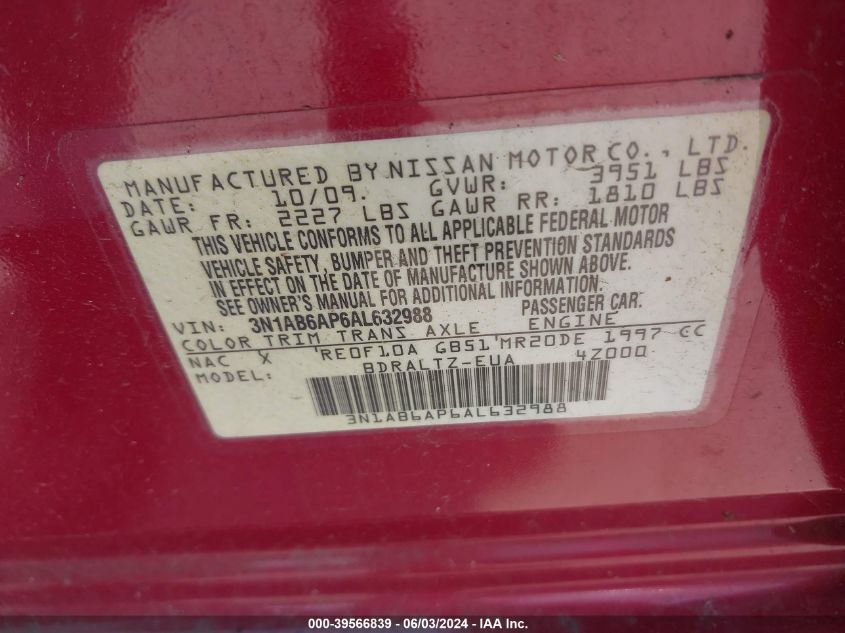 MANUFACTURED BY NISSAN MOTOR CO., LTD.
DATE: 10/09. GVWR: 3951 LBS
GAWR FR: 2227 LBS GAWR RR: 1810 LBS
THIS VEHICLE CONFORMS TO ALL APPLICABLE FEDERAL MOTOR
VEHICLE SAFETY, BUMPER AND THEFT PREVENTION STANDARDS
IN EFFECT ON THE DATE OF MANUFACTURE SHOWN ABOVE.
SEE OWNER'S MANUAL FOR ADDITIONAL INFORMATION.
VIN: 3N1AB6AP6AL632988 PASSENGER CAR.
COLOR TRIM TRANS AXLE ENGINE
NAC X RE0F10A GB51 MR20DE 1997 CC
MODEL: BDRALTZ-EUA 4Z000
3N1AB6AP6AL632988
000-39566839 - 06/03/2024 - IAA Inc.